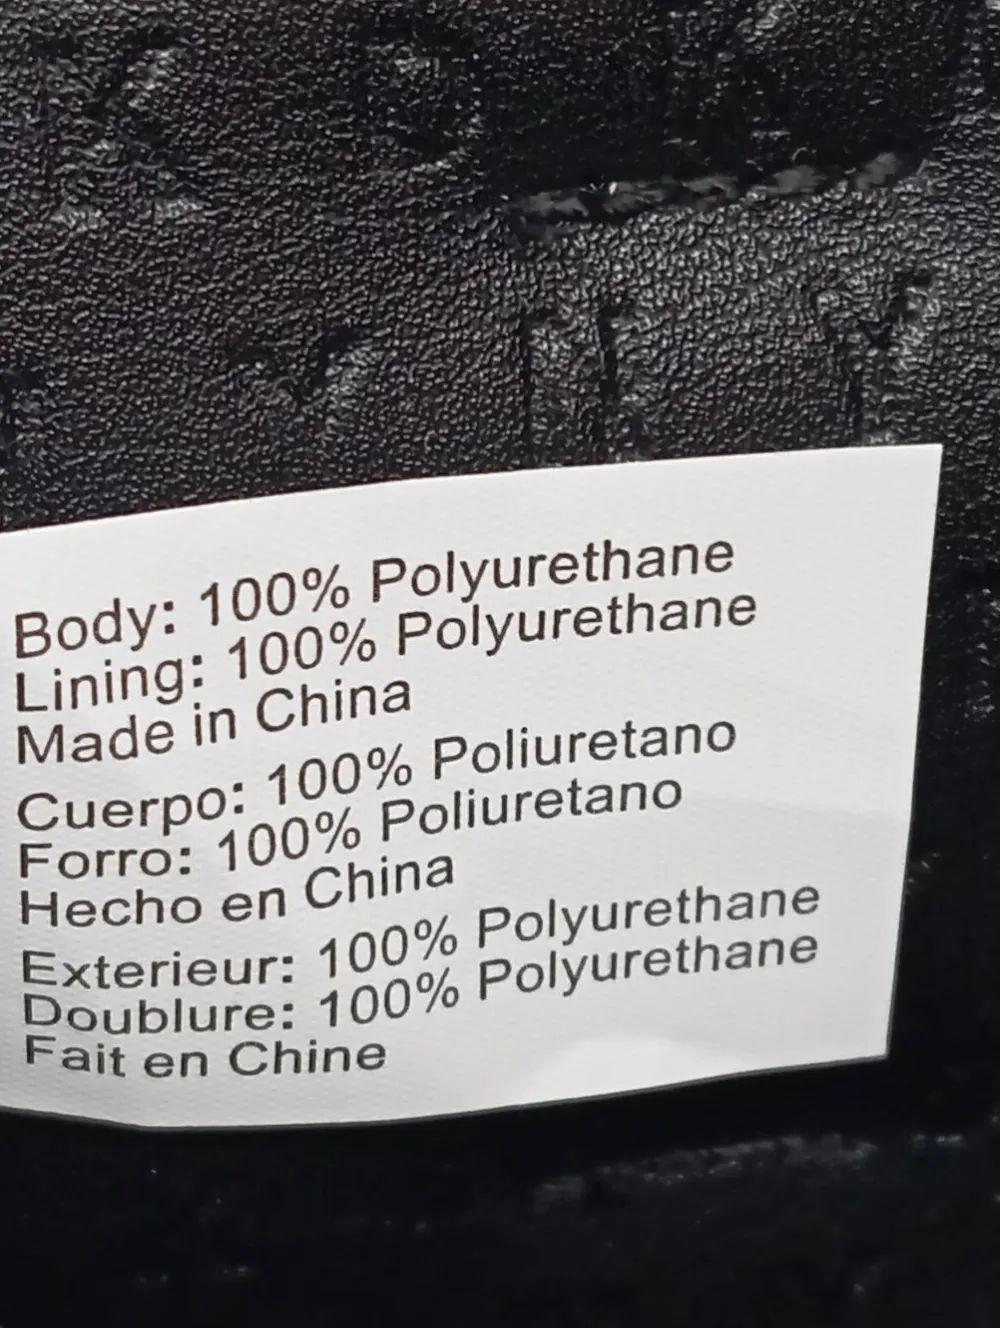 Body: 100% Polyurethane
Lining: 100% Polyurethane
Made in China
Cuerpo: 100% Poliuretano
Forro: 100% Poliuretano
Hecho en China
Exterieur: 100% Polyurethane
Doublure: 100% Polyurethane
Fait en Chine